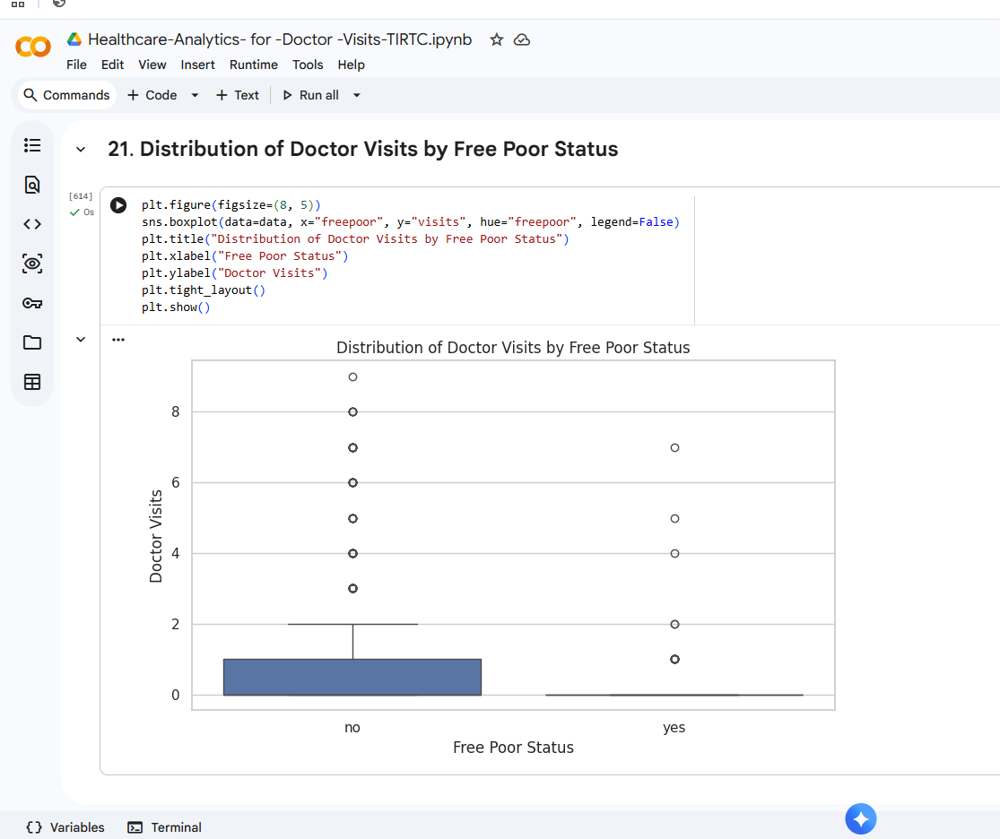 Healthcare-Analytics- for -Doctor -Visits-TIRTC.ipynb
File Edit View Insert Runtime Tools Help
Commands + Code + Text Run all
21. Distribution of Doctor Visits by Free Poor Status
[614]
0s
plt.figure(figsize=(8, 5))
sns.boxplot(data=data, x="freepoor", y="visits", hue="freepoor", legend=False)
plt.title("Distribution of Doctor Visits by Free Poor Status")
plt.xlabel("Free Poor Status")
plt.ylabel("Doctor Visits")
plt.tight_layout()
plt.show()
Distribution of Doctor Visits by Free Poor Status
Doctor Visits
8
6
4
2
0
no yes
Free Poor Status
Variables Terminal